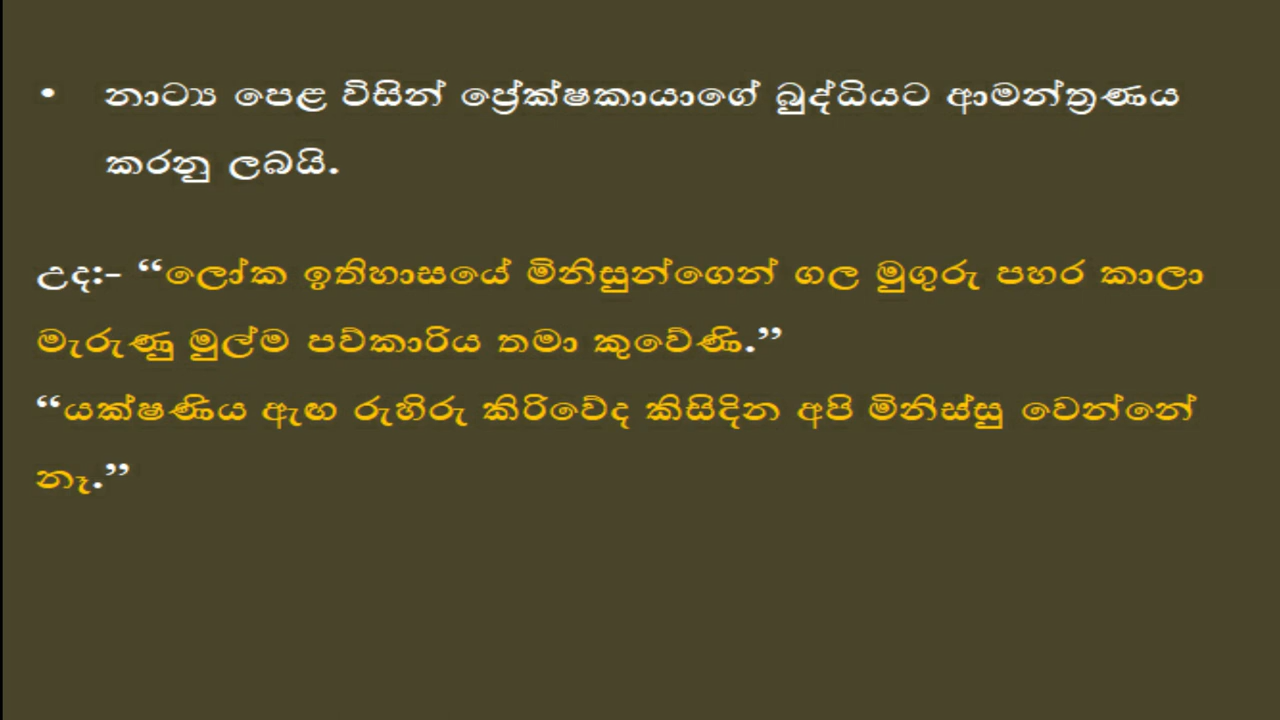 • නාට්‍ය පෙළ විසින් ප්‍රේක්ෂකායාගේ බුද්ධියට ආමන්ත්‍රණය
කරනු ලබයි.
උද:- “ලෝක ඉතිහාසයේ මිනිසුන්ගෙන් ගල මුගුරු පහර කාලා
මැරුණු මුල්ම පව්කාරිය තමා කුවේණි.”
“යක්ෂණිය ඇඟ රුහිරු කිරිවේද කිසිදින අපි මිනිස්සු වෙන්නේ
නෑ.”